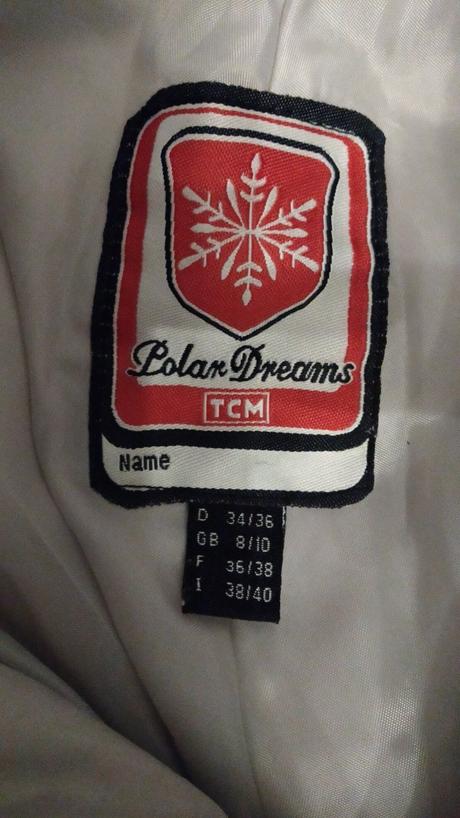 Polar Dreams
TCM
Name
D 34/36
GB 8/10
F 36/38
I 38/40